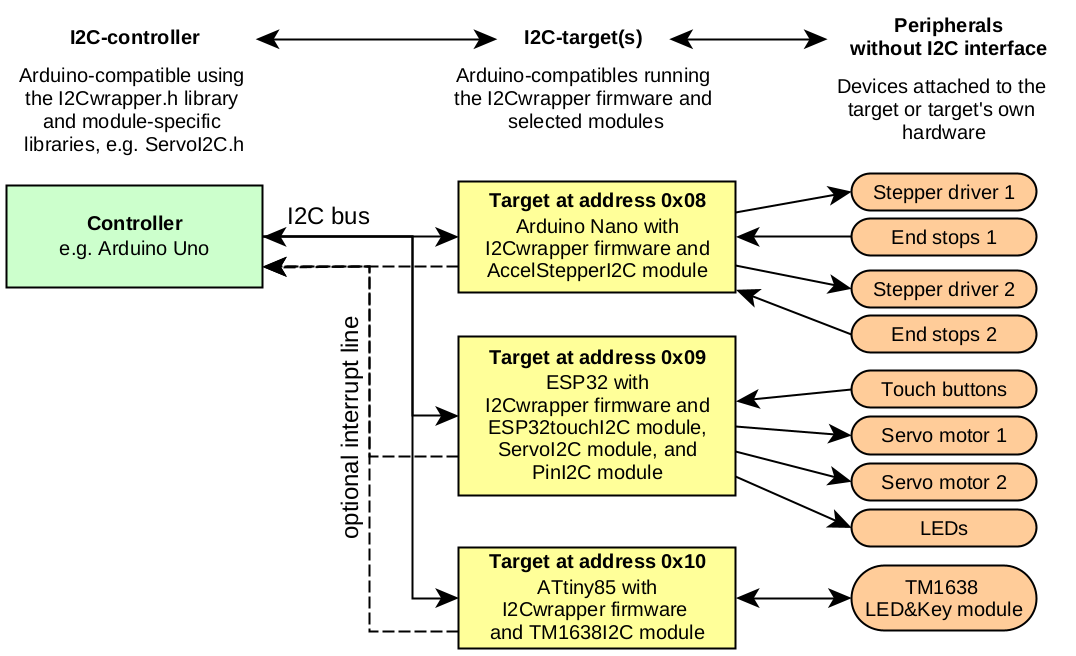 I2C-controller
Arduino-compatible using
the I2Cwrapper.h library
and module-specific
libraries, e.g. ServoI2C.h
I2C-target(s)
Arduino-compatibles running
the I2Cwrapper firmware and
selected modules
Peripherals
without I2C interface
Devices attached to the
target or target's own
hardware
Controller
e.g. Arduino Uno
I2C bus
optional interrupt line
Target at address 0x08
Arduino Nano with
I2Cwrapper firmware and
AccelStepperI2C module
Target at address 0x09
ESP32 with
I2Cwrapper firmware and
ESP32touchI2C module,
ServoI2C module, and
PinI2C module
Target at address 0x10
ATtiny85 with
I2Cwrapper firmware
and TM1638I2C module
Stepper driver 1
End stops 1
Stepper driver 2
End stops 2
Touch buttons
Servo motor 1
Servo motor 2
LEDs
TM1638
LED&Key module